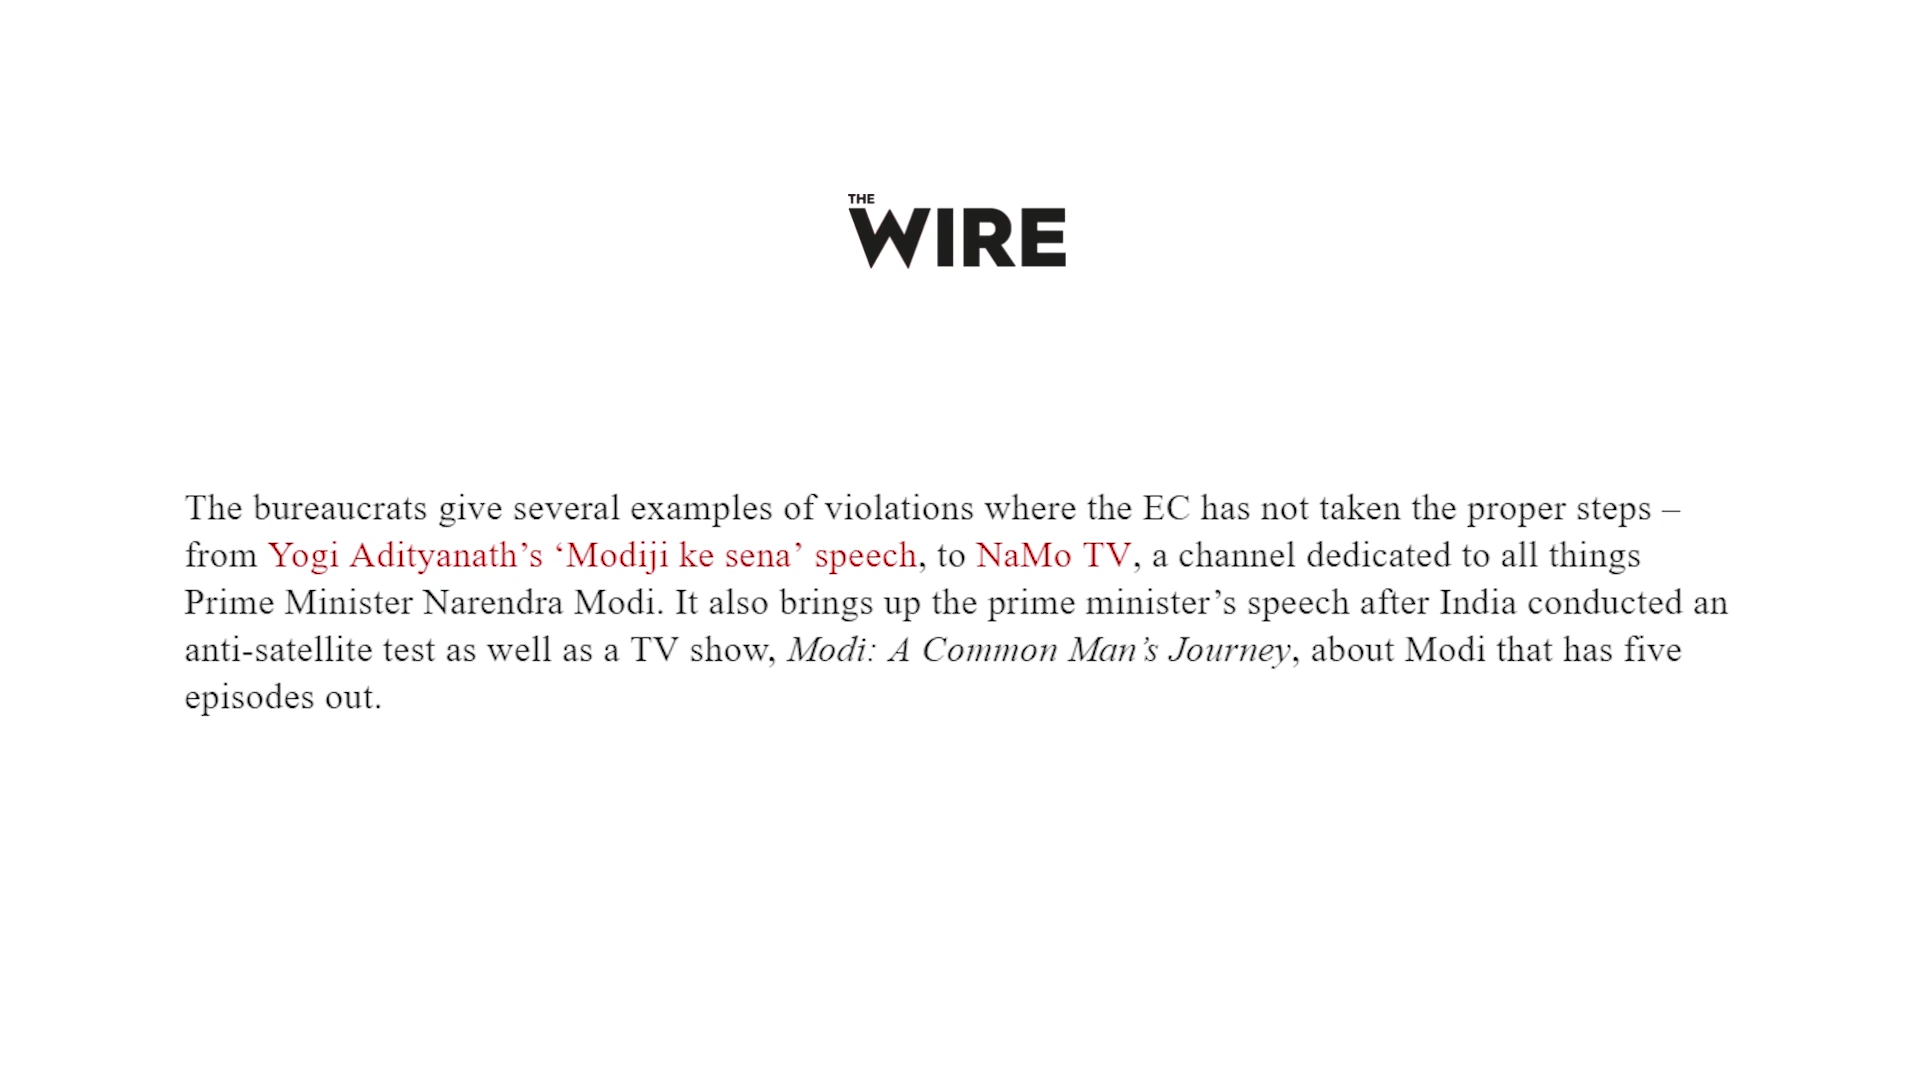 THE
WIRE
The bureaucrats give several examples of violations where the EC has not taken the proper steps –
from Yogi Adityanath’s ‘Modiji ke sena’ speech, to NaMo TV, a channel dedicated to all things
Prime Minister Narendra Modi. It also brings up the prime minister’s speech after India conducted an
anti-satellite test as well as a TV show, Modi: A Common Man’s Journey, about Modi that has five
episodes out.